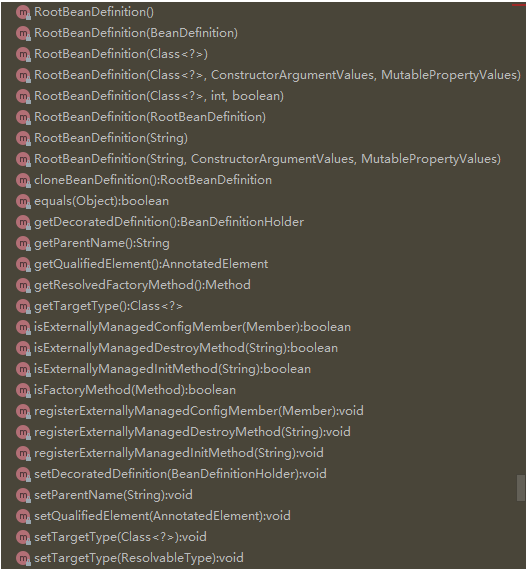 RootBeanDefinition()
RootBeanDefinition(BeanDefinition)
RootBeanDefinition(Class<?>)
RootBeanDefinition(Class<?>, ConstructorArgumentValues, MutablePropertyValues)
RootBeanDefinition(Class<?>, int, boolean)
RootBeanDefinition(RootBeanDefinition)
RootBeanDefinition(String)
RootBeanDefinition(String, ConstructorArgumentValues, MutablePropertyValues)
cloneBeanDefinition():RootBeanDefinition
equals(Object):boolean
getDecoratedDefinition():BeanDefinitionHolder
getParentName():String
getQualifiedElement():AnnotatedElement
getResolvedFactoryMethod():Method
getTargetType():Class<?>
isExternallyManagedConfigMember(Member):boolean
isExternallyManagedDestroyMethod(String):boolean
isExternallyManagedInitMethod(String):boolean
isFactoryMethod(Method):boolean
registerExternallyManagedConfigMember(Member):void
registerExternallyManagedDestroyMethod(String):void
registerExternallyManagedInitMethod(String):void
setDecoratedDefinition(BeanDefinitionHolder):void
setParentName(String):void
setQualifiedElement(AnnotatedElement):void
setTargetType(Class<?>):void
setTargetType(ResolvableType):void